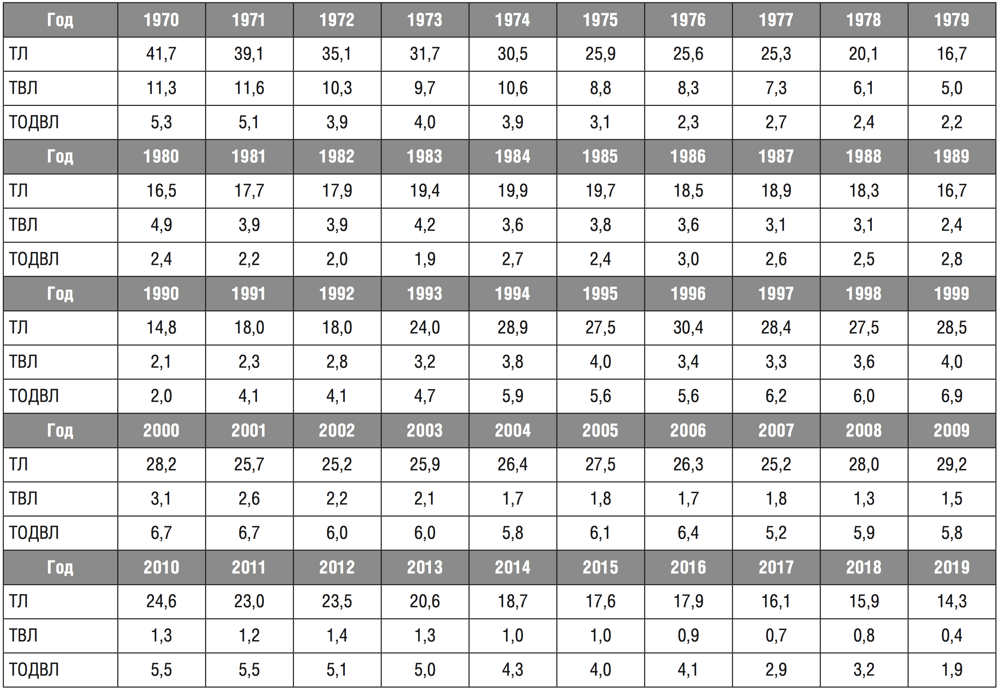 Год 1970 1971 1972 1973 1974 1975 1976 1977 1978 1979
ТЛ 41,7 39,1 35,1 31,7 30,5 25,9 25,6 25,3 20,1 16,7
ТВЛ 11,3 11,6 10,3 9,7 10,6 8,8 8,3 7,3 6,1 5,0
ТОДВЛ 5,3 5,1 3,9 4,0 3,9 3,1 2,3 2,7 2,4 2,2
Год 1980 1981 1982 1983 1984 1985 1986 1987 1988 1989
ТЛ 16,5 17,7 17,9 19,4 19,9 19,7 18,5 18,9 18,3 16,7
ТВЛ 4,9 3,9 3,9 4,2 3,6 3,8 3,6 3,1 3,1 2,4
ТОДВЛ 2,4 2,2 2,0 1,9 2,7 2,4 3,0 2,6 2,5 2,8
Год 1990 1991 1992 1993 1994 1995 1996 1997 1998 1999
ТЛ 14,8 18,0 18,0 24,0 28,9 27,5 30,4 28,4 27,5 28,5
ТВЛ 2,1 2,3 2,8 3,2 3,8 4,0 3,4 3,3 3,6 4,0
ТОДВЛ 2,0 4,1 4,1 4,7 5,9 5,6 5,6 6,2 6,0 6,9
Год 2000 2001 2002 2003 2004 2005 2006 2007 2008 2009
ТЛ 28,2 25,7 25,2 25,9 26,4 27,5 26,3 25,2 28,0 29,2
ТВЛ 3,1 2,6 2,2 2,1 1,7 1,8 1,7 1,8 1,3 1,5
ТОДВЛ 6,7 6,7 6,0 6,0 5,8 6,1 6,4 5,2 5,9 5,8
Год 2010 2011 2012 2013 2014 2015 2016 2017 2018 2019
ТЛ 24,6 23,0 23,5 20,6 18,7 17,6 17,9 16,1 15,9 14,3
ТВЛ 1,3 1,2 1,4 1,3 1,0 1,0 0,9 0,7 0,8 0,4
ТОДВЛ 5,5 5,5 5,1 5,0 4,3 4,0 4,1 2,9 3,2 1,9